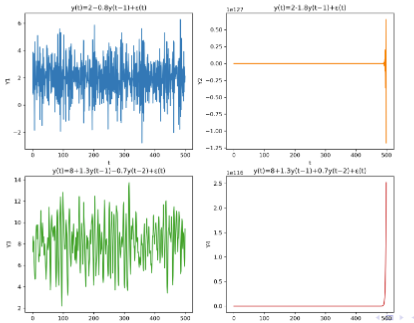 y(t)=2−0.8y(t−1)+ε(t)
6
4
2
0
−2
Y1
0 100 200 300 400 500
t
y(t)=2-1.8y(t−1)+ε(t)
1e127
0.50
0.25
0.00
−0.25
−0.50
−0.75
−1.00
−1.25
Y2
0 100 200 300 400 500
t
y(t)=8+1.3y(t−1)−0.7y(t−2)+ε(t)
14
12
10
8
6
4
2
Y3
0 100 200 300 400 500
y(t)=8+1.3y(t−1)+0.7y(t−2)+ε(t)
2.5
2.0
1.5
1.0
0.5
0.0
0 100 200 300 400 500